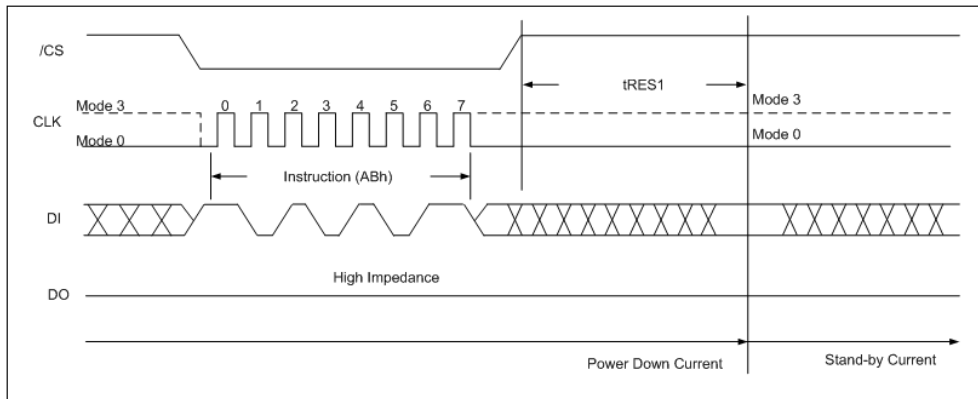 /CS
tRES1
Mode 3
0 1 2 3 4 5 6 7
Mode 3
CLK
Mode 0
Mode 0
Instruction (ABh)
DI
High Impedance
DO
Power Down Current
Stand-by Current